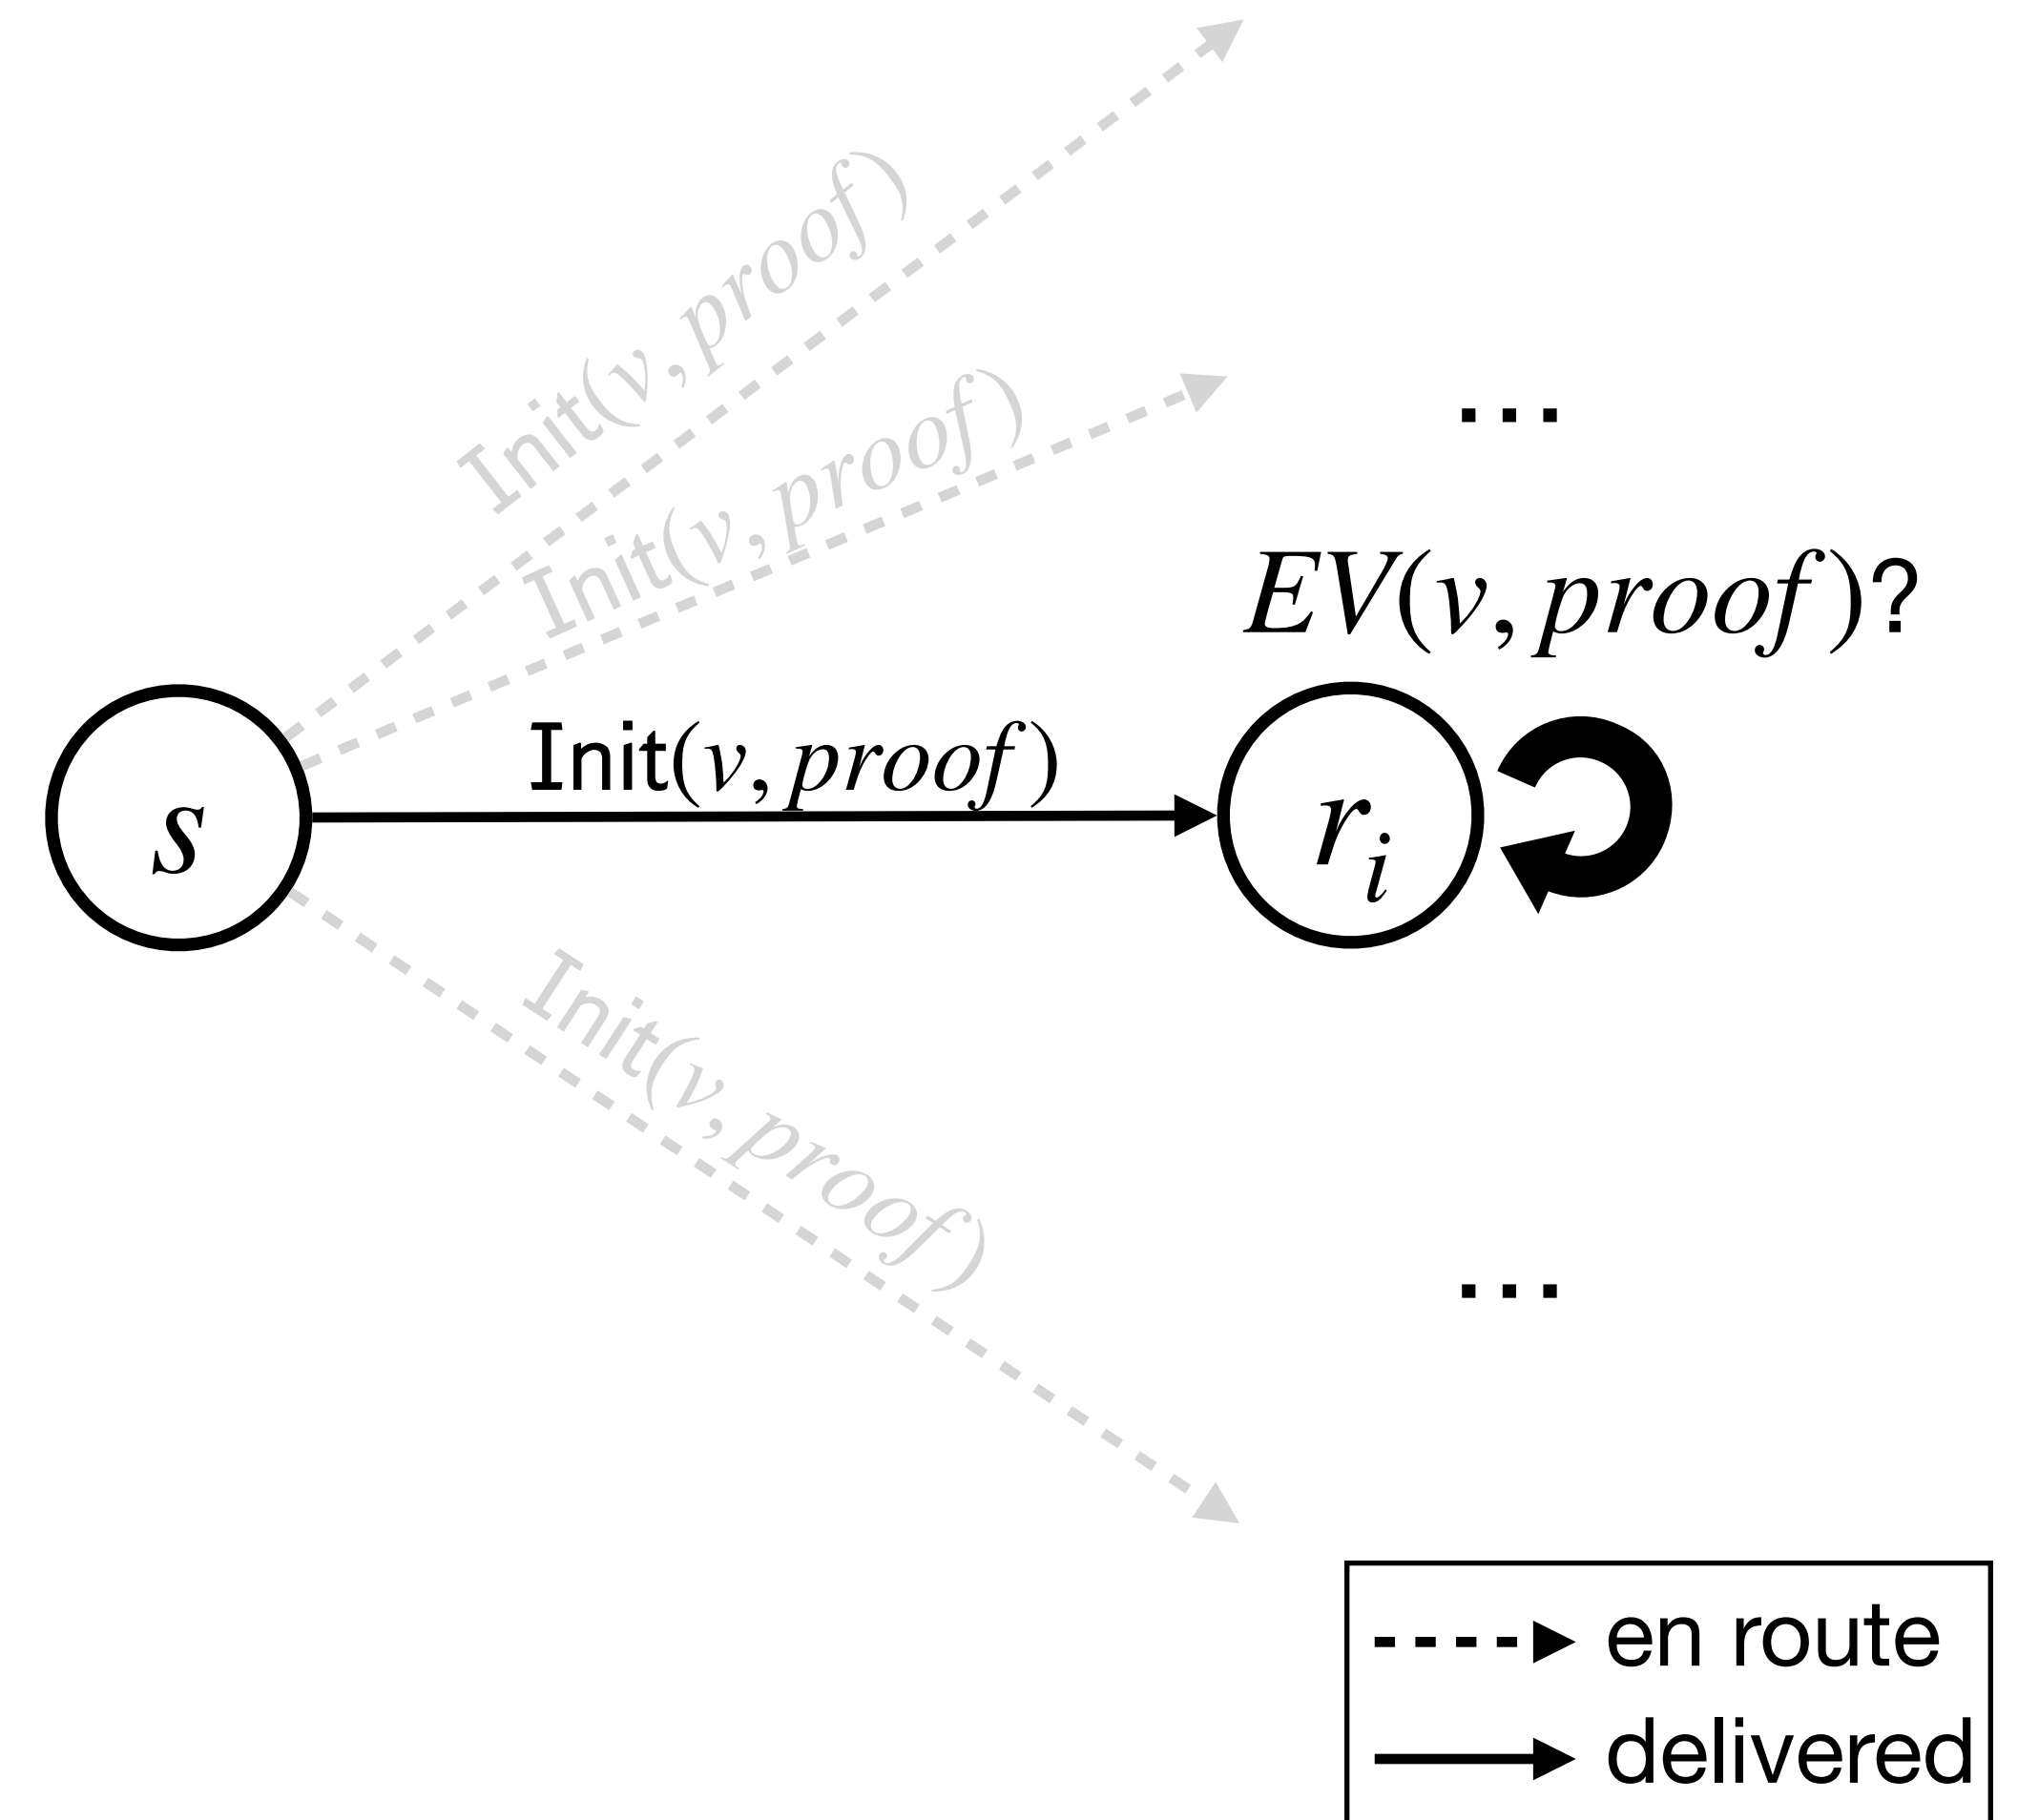 Init(v, proof)
Init(v, proof)
...
EV(v, proof)?
Init(v, proof)
s
r_i
Init(v, proof)
...
en route
delivered